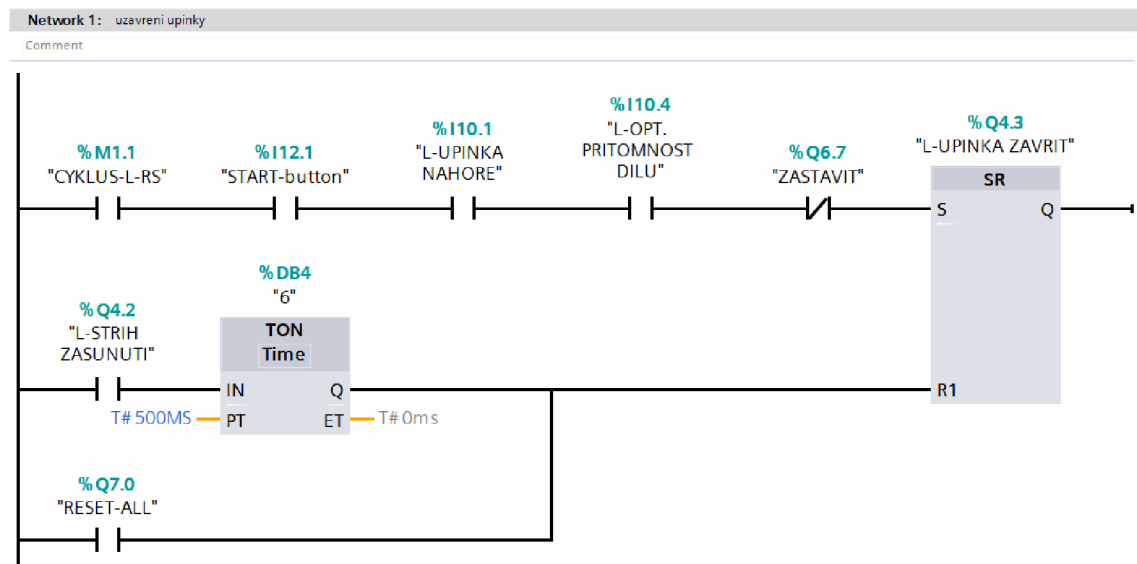 Network 1: uzavreni upinky
Comment
%M1.1
"CYKLUS-L-RS"
%I12.1
"START-button"
%I10.1
"L-UPINKA
NAHORE"
%I10.4
"L-OPT.
PRITOMNOST
DILU"
%Q6.7
"ZASTAVIT"
%Q4.3
"L-UPINKA ZAVRIT"
SR
S Q
%Q4.2
"L-STRIH
ZASUNUTI"
%DB4
"6"
TON
Time
IN Q
T#500MS PT ET T#0ms
R1
%Q7.0
"RESET-ALL"